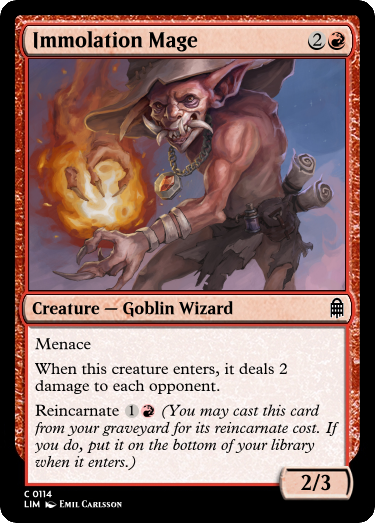 Immolation Mage 2
Creature — Goblin Wizard
Menace
When this creature enters, it deals 2
damage to each opponent.
Reincarnate 1 (You may cast this card
from your graveyard for its reincarnate cost. If
you do, put it on the bottom of your library
when it enters.)
2/3
C 0114
LIM Emil Carlsson